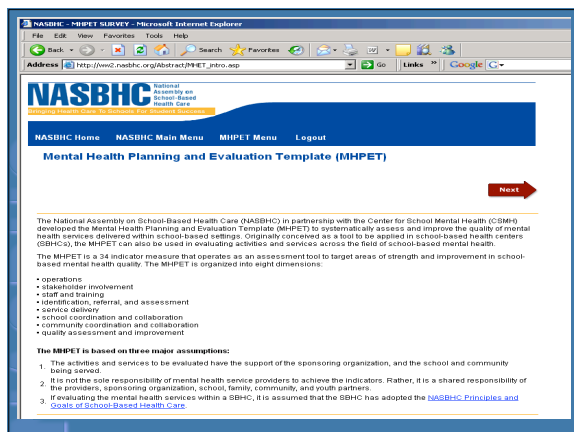 NASBHC - MHPET SURVEY - Microsoft Internet Explorer
File Edit View Favorites Tools Help
Back Search Favorites
Address http://ww2.nasbhc.org/Abstract/MHET_intro.asp Go Links » Google G
NASBHC National Assembly on School-Based Health Care
Bringing Health Care To Schools For Student Success
NASBHC Home NASBHC Main Menu MHPET Menu Logout
Mental Health Planning and Evaluation Template (MHPET)
Next
The National Assembly on School-Based Health Care (NASBHC) in partnership with the Center for School Mental Health (CSMH)
developed the Mental Health Planning and Evaluation Template (MHPET) to systematically assess and improve the quality of mental
health services delivered within school-based settings. Originally conceived as a tool to be applied in school-based health centers
(SBHCs), the MHPET can also be used in evaluating activities and services across the field of school-based mental health.
The MHPET is a 34 indicator measure that operates as an assessment tool to target areas of strength and improvement in school-
based mental health quality. The MHPET is organized into eight dimensions:
• operations
• stakeholder involvement
• staff and training
• identification, referral, and assessment
• service delivery
• school coordination and collaboration
• community coordination and collaboration
• quality assessment and improvement
The MHPET is based on three major assumptions:
1. The activities and services to be evaluated have the support of the sponsoring organization, and the school and community
being served.
2. It is not the sole responsibility of mental health service providers to achieve the indicators. Rather, it is a shared responsibility of
the providers, sponsoring organization, school, family, community, and youth partners.
3. If evaluating the mental health services within a SBHC, it is assumed that the SBHC has adopted the NASBHC Principles and
Goals of School-Based Health Care.